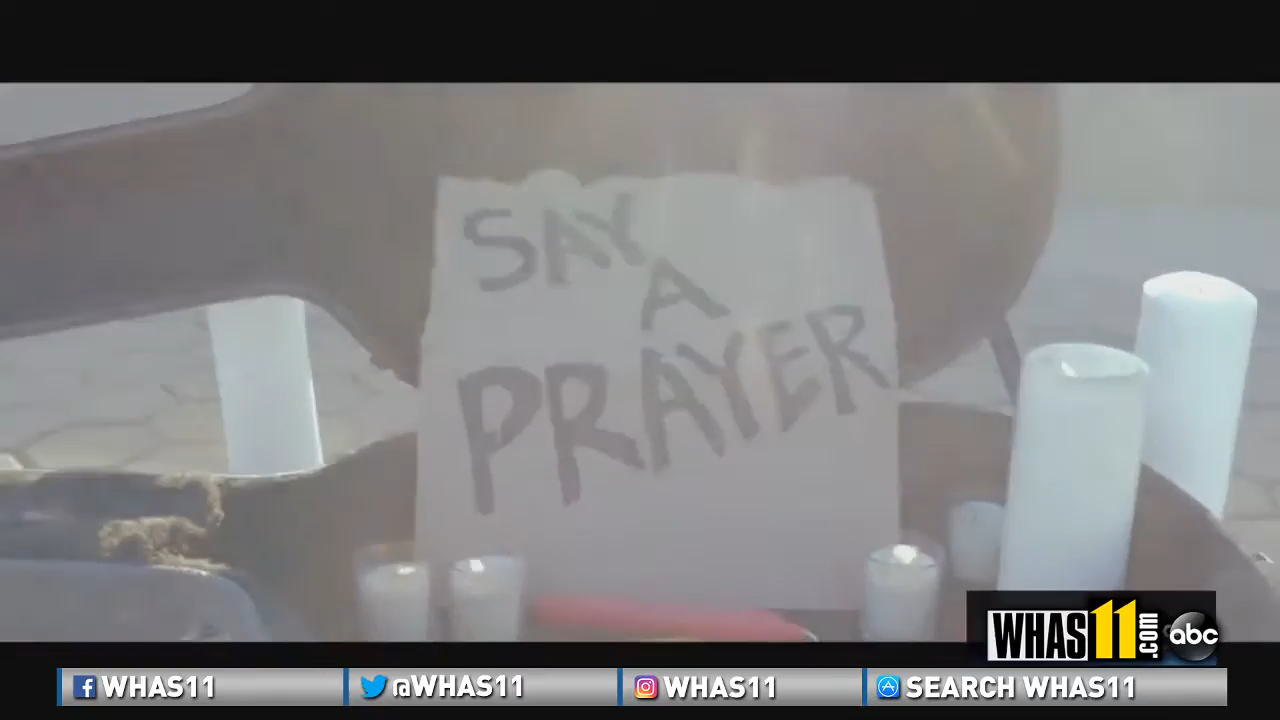 SAY
A
PRAYER
WHAS11.com abc
WHAS11
@WHAS11
WHAS11
SEARCH WHAS11